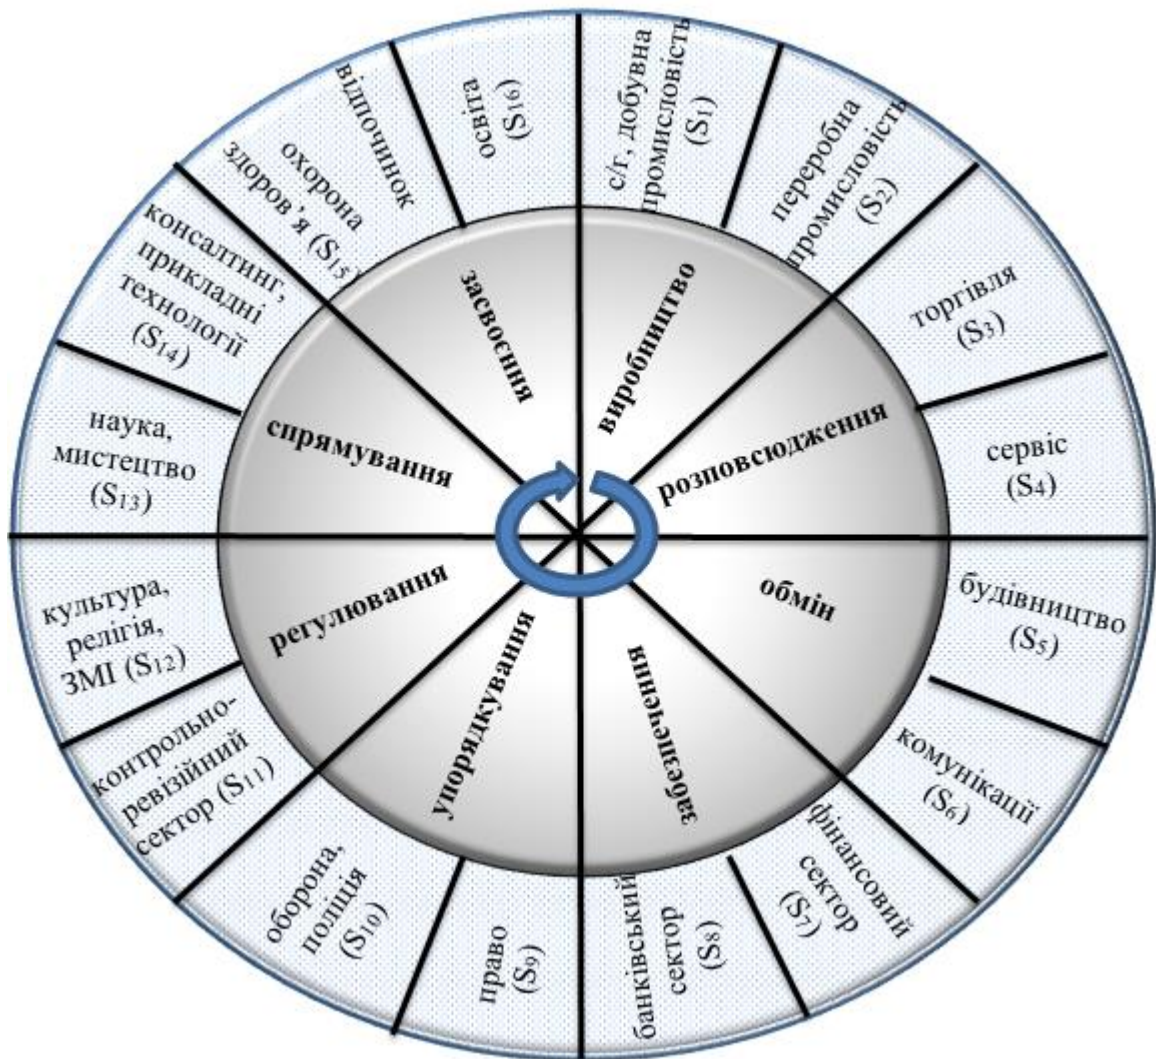 с/г, добувна
промисловість
(S1)
переробна
промисловість
(S2)
торгівля
(S3)
сервіс
(S4)
будівництво
(S5)
комунікації
(S6)
фінансовий
сектор
(S7)
банківський
сектор
(S8)
право
(S9)
оборона,
поліція
(S10)
контрольно-
ревізійний
сектор (S11)
культура,
релігія,
ЗМІ (S12)
наука,
мистецтво
(S13)
консалтинг,
прикладні
технології
(S14)
відпочинок
охорона
здоров’я (S15)
освіта
(S16)
виробництво
розповсюдження
обмін
забезпечення
упорядкування
регулювання
спрямування
засвоєння